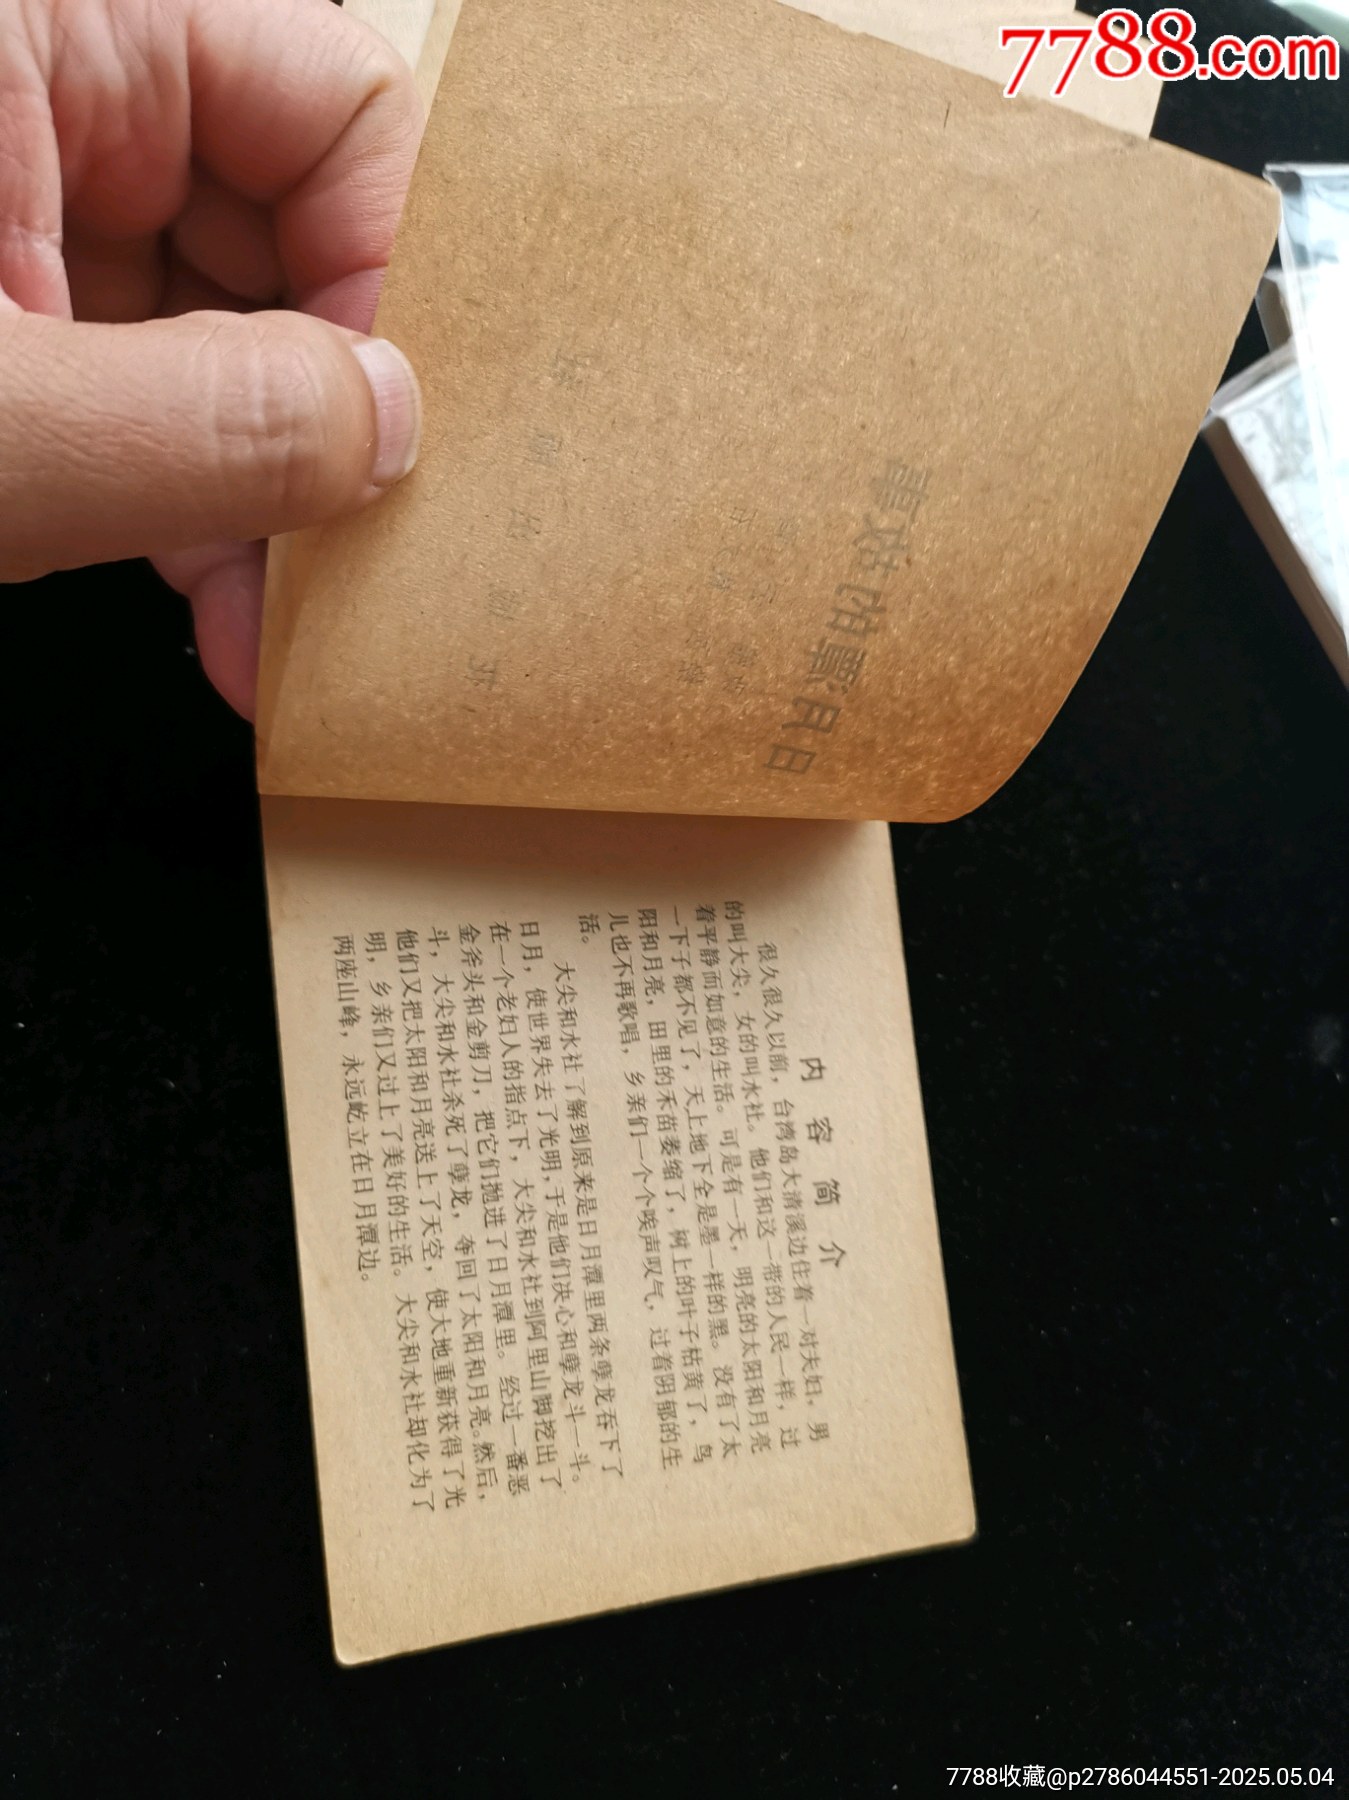 7788.com
日月潭的故事
内容简介
很久很久以前，台湾岛大清溪边住着一对夫妇，男
的叫大尖，女的叫水社。他们和这一带的人民一样，过
着平静而如意的生活。可是有一天，明亮的太阳和月亮
一下子都不见了，天上地下全是墨一样的黑。没有了太
阳和月亮，田里的禾苗萎缩了，树上的叶子枯黄了，鸟
儿也不再歌唱，乡亲们一个个唉声叹气，过着阴郁的生
活。
大尖和水社了解到原来是日月潭里两条孽龙吞下了
日月，使世界失去了光明，于是他们决心和孽龙斗一斗。
在一个老妇人的指点下，大尖和水社到阿里山脚挖出了
金斧头和金剪刀，把它们抛进了日月潭里。经过一番恶
斗，大尖和水社杀死了孽龙，夺回了太阳和月亮。然后，
他们又把太阳和月亮送上了天空，使大地重新获得了光
明，乡亲们又过上了美好的生活。大尖和水社却化为了
两座山峰，永远屹立在日月潭边。
7788收藏@p2786044551-2025.05.04